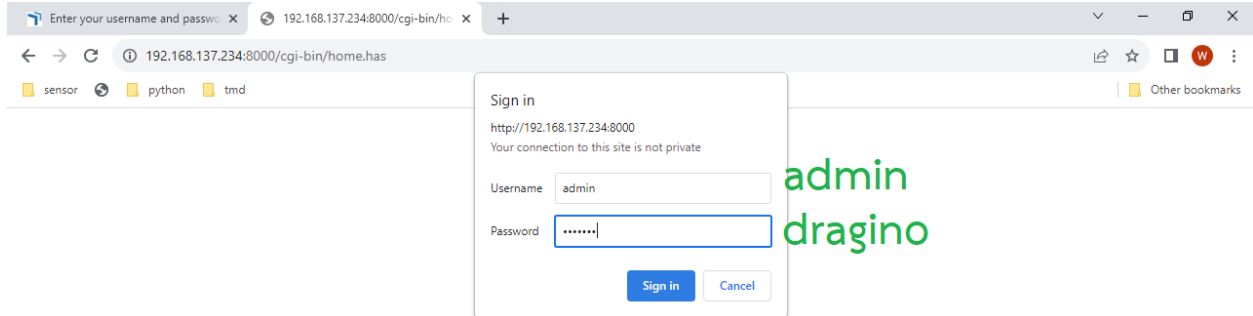 Enter your username and passwo
192.168.137.234:8000/cgi-bin/ho
192.168.137.234:8000/cgi-bin/home.has
W
sensor
python
tmd
Other bookmarks
Sign in
http://192.168.137.234:8000
Your connection to this site is not private
Username admin
Password •••••••
Sign in Cancel
admin
dragino